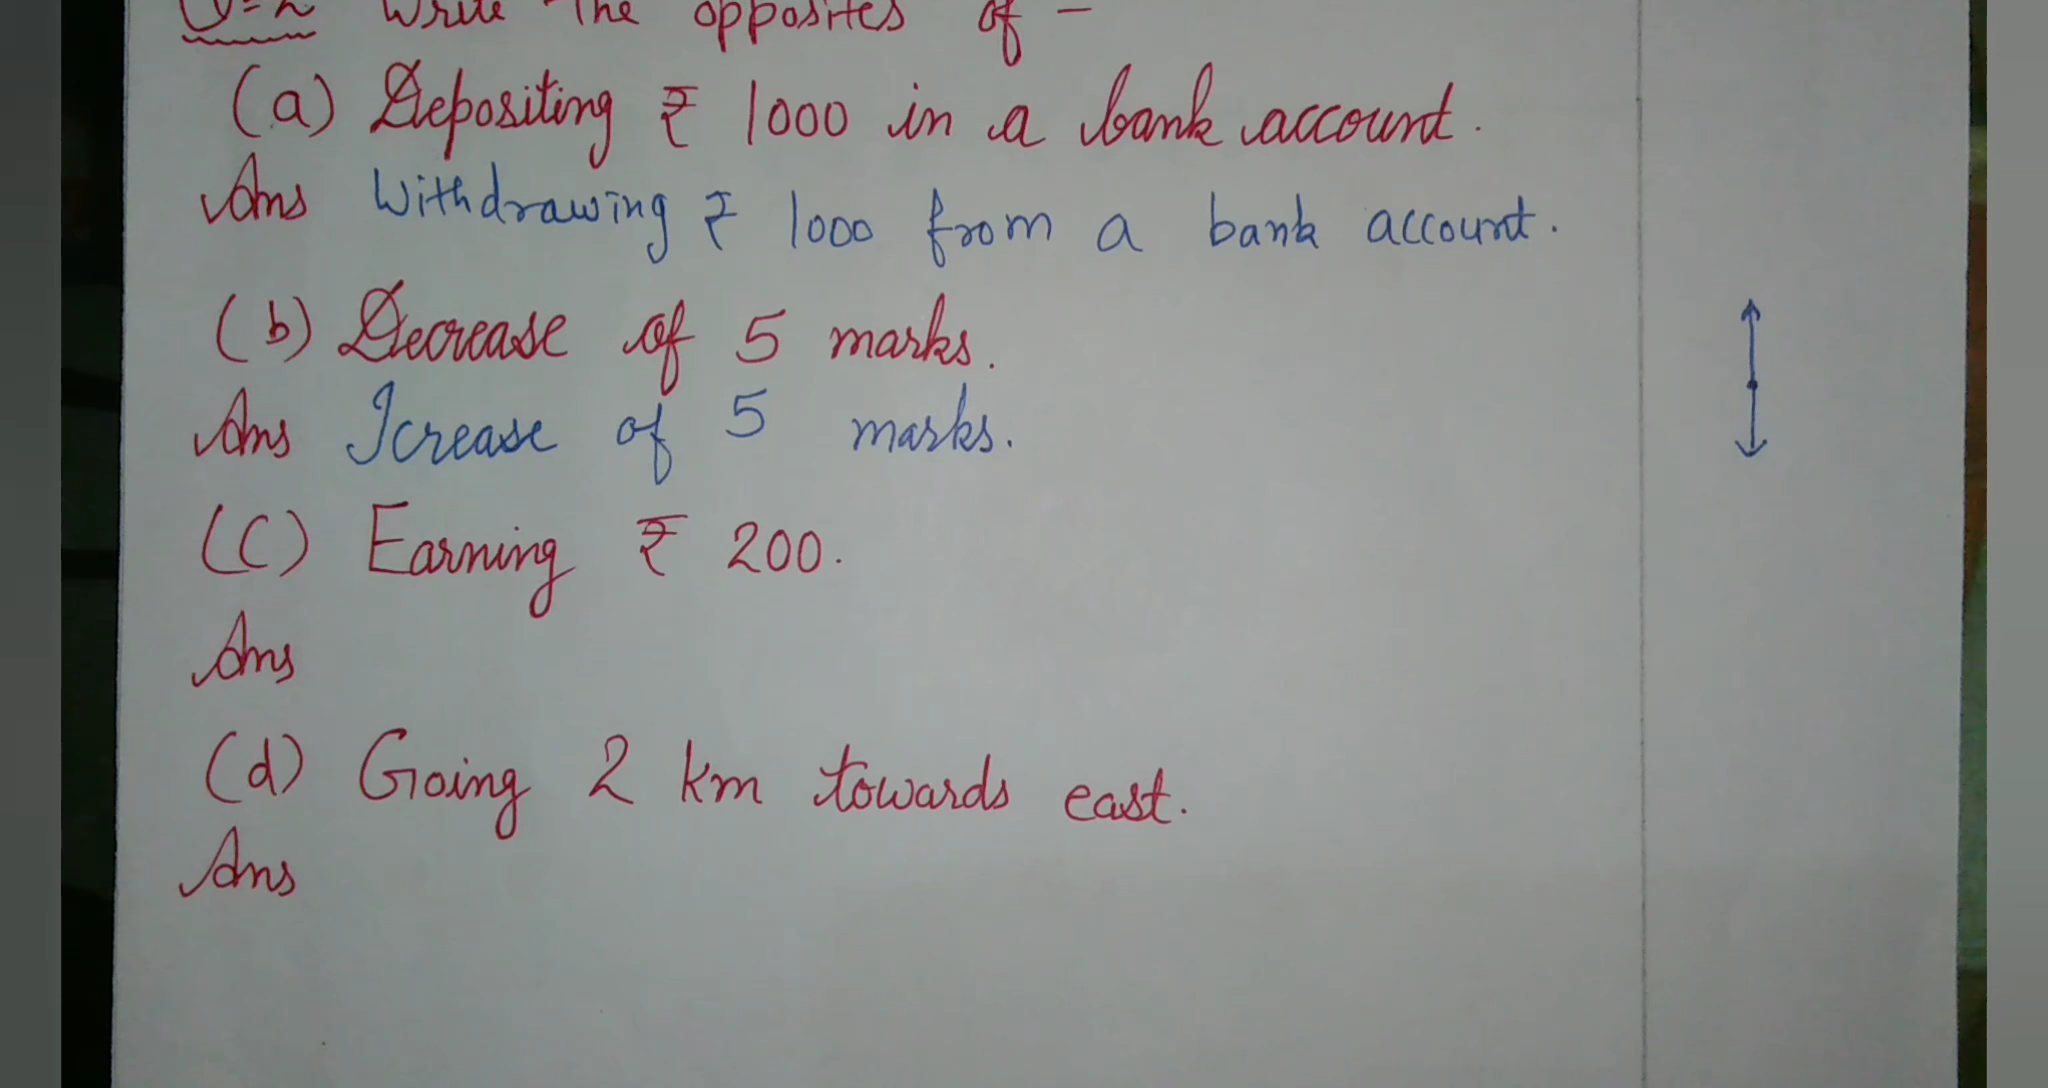 Q=2 Write The opposites of -
(a) Depositing ₹ 1000 in a bank account.
Ans Withdrawing ₹ 1000 from a bank account.
(b) Decrease of 5 marks.
Ans Icrease of 5 marks.
(C) Earning ₹ 200.
Ans
(d) Going 2 km towards east.
Ans